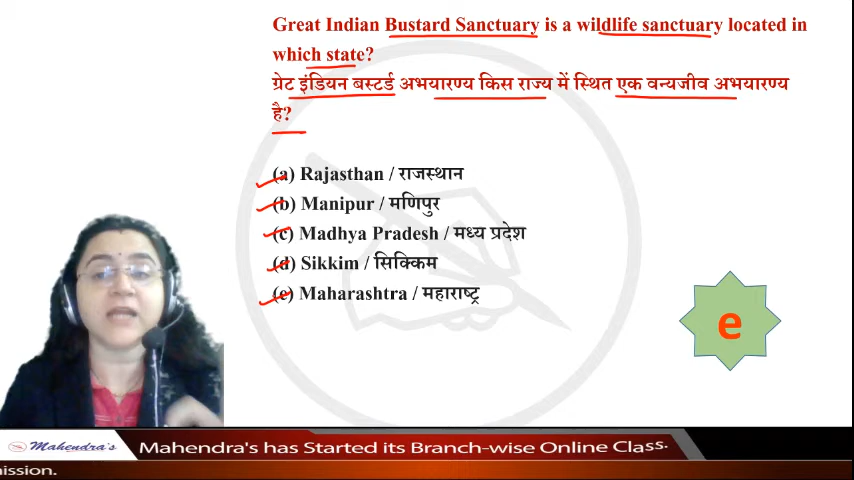 Great Indian Bustard Sanctuary is a wildlife sanctuary located in
which state?
ग्रेट इंडियन बस्टर्ड अभयारण्य किस राज्य में स्थित एक वन्यजीव अभयारण्य
है?
(a) Rajasthan / राजस्थान
(b) Manipur / मणिपुर
(c) Madhya Pradesh / मध्य प्रदेश
(d) Sikkim / सिक्किम
(e) Maharashtra / महाराष्ट्र
e
Mahendra's
Mahendra's has Started its Branch-wise Online Class.
ission.